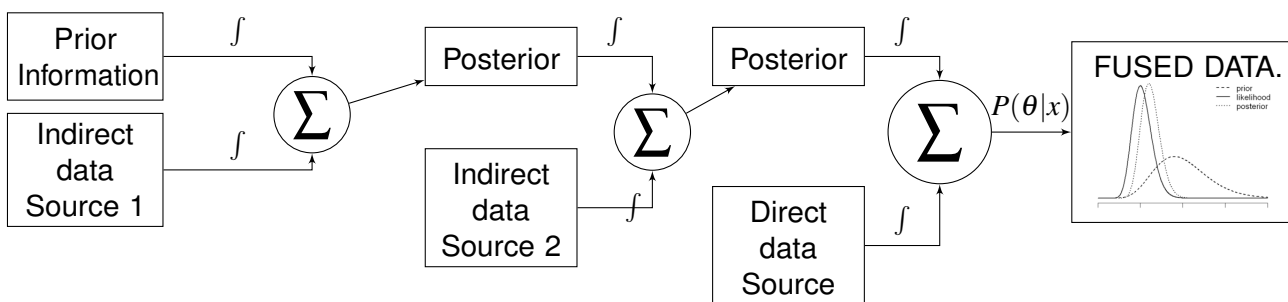 Prior
Information
∫
Indirect
data
Source 1
∫
∑
Posterior
∫
Indirect
data
Source 2
∫
∑
Posterior
∫
Direct
data
Source
∫
∑
P(θ|x)
FUSED DATA.
prior
likelihood
posterior